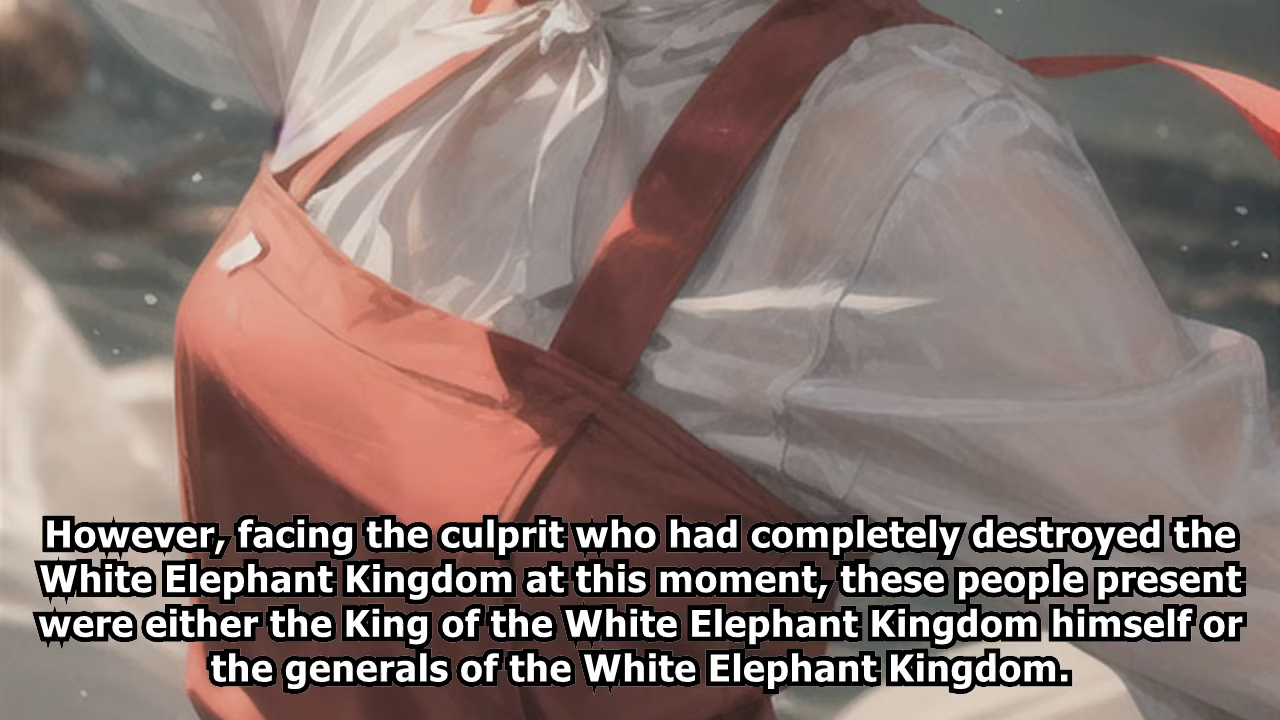 However, facing the culprit who had completely destroyed the
White Elephant Kingdom at this moment, these people present
were either the King of the White Elephant Kingdom himself or
the generals of the White Elephant Kingdom.